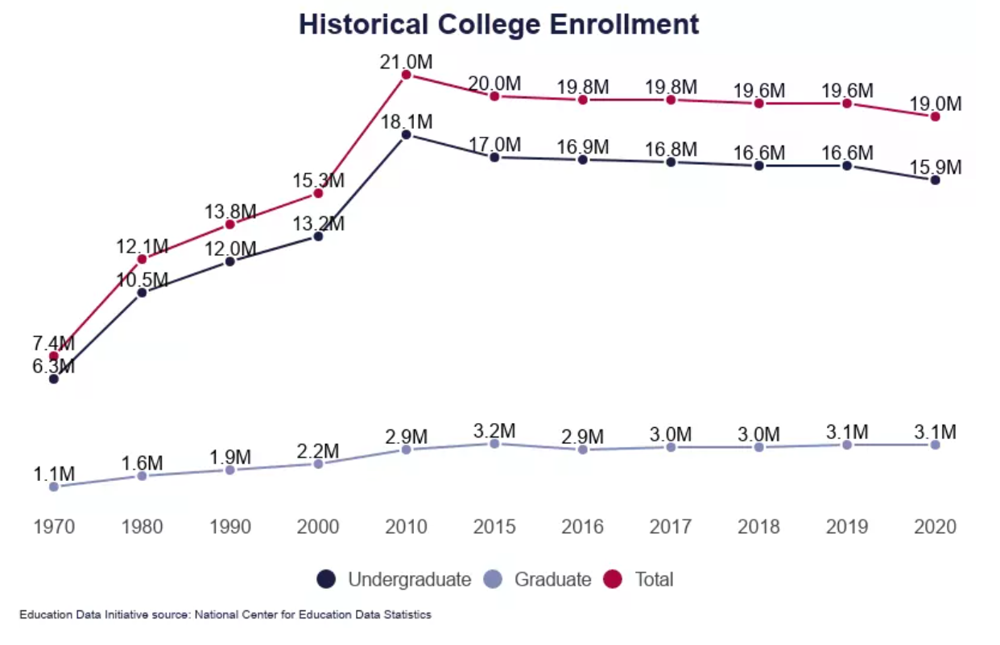 Historical College Enrollment
21.0M
20.0M 19.8M 19.8M 19.6M 19.6M 19.0M
18.1M
17.0M 16.9M 16.8M 16.6M 16.6M 15.9M
15.3M
13.8M
13.2M
12.1M
12.0M
10.5M
7.4M
6.3M
1.1M 1.6M 1.9M 2.2M 2.9M 3.2M 2.9M 3.0M 3.0M 3.1M 3.1M
1970 1980 1990 2000 2010 2015 2016 2017 2018 2019 2020
Undergraduate Graduate Total
Education Data Initiative source: National Center for Education Data Statistics